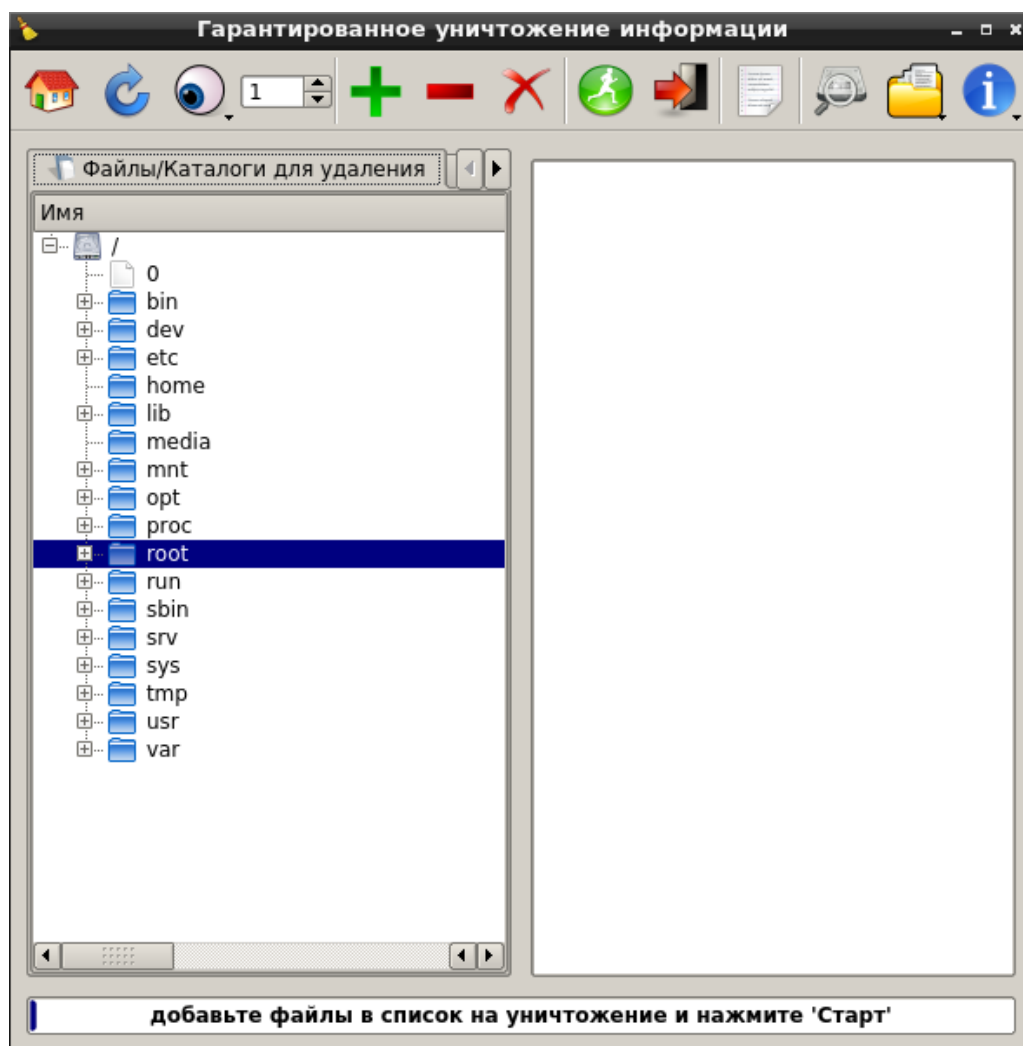 Гарантированное уничтожение информации
1
Файлы/Каталоги для удаления
Имя
/
0
bin
dev
etc
home
lib
media
mnt
opt
proc
root
run
sbin
srv
sys
tmp
usr
var
добавьте файлы в список на уничтожение и нажмите 'Старт'